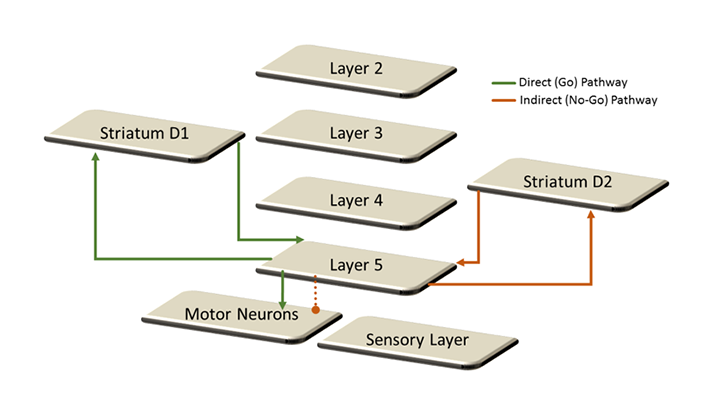 Layer 2
Direct (Go) Pathway
Indirect (No-Go) Pathway
Striatum D1
Layer 3
Striatum D2
Layer 4
Layer 5
Motor Neurons
Sensory Layer